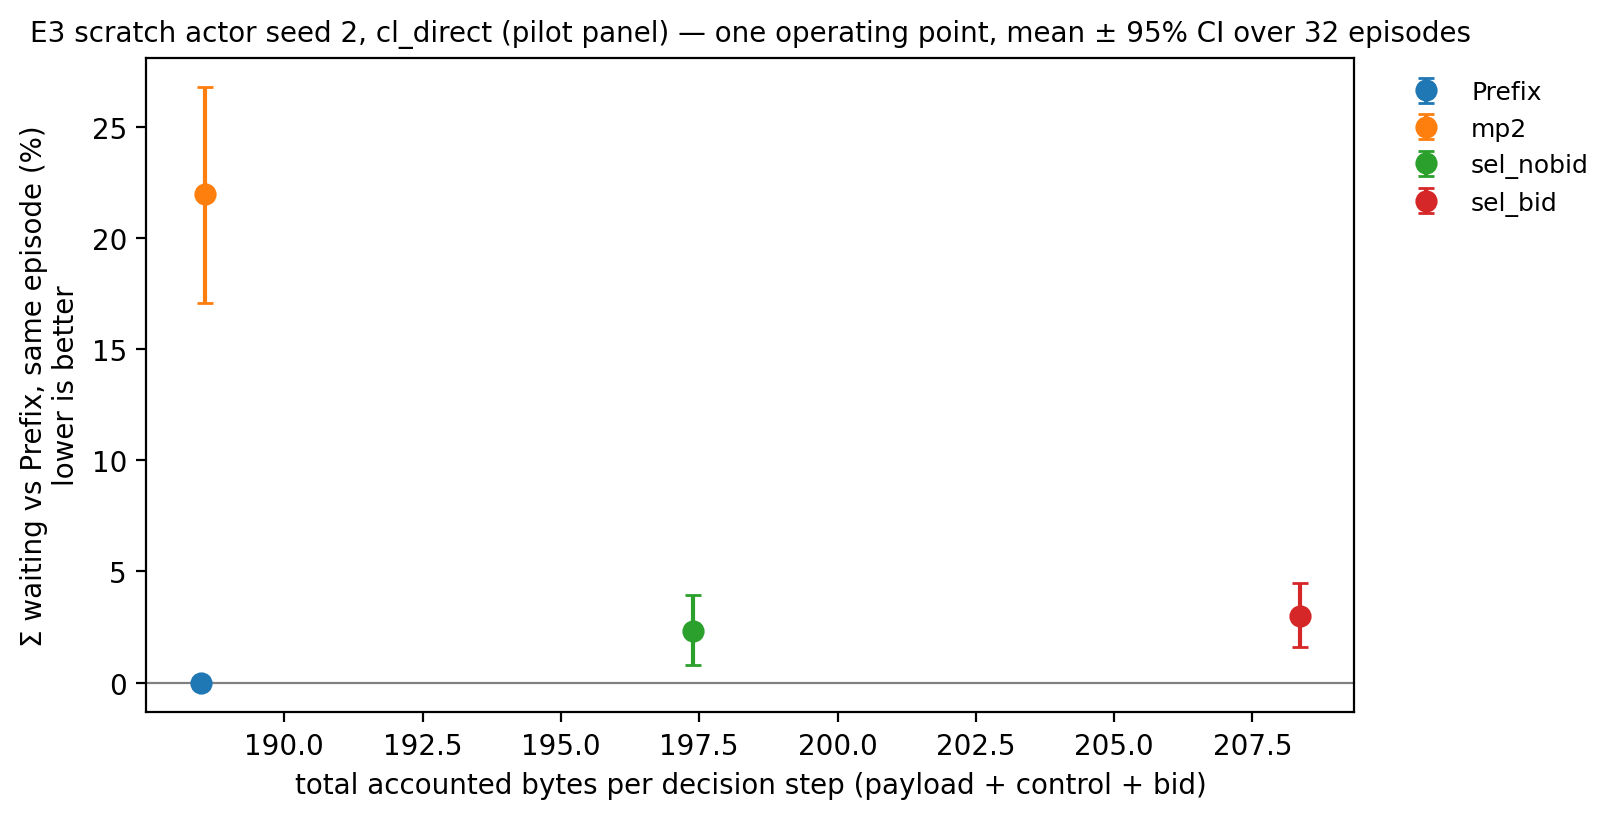 E3 scratch actor seed 2, cl_direct (pilot panel) — one operating point, mean ± 95% CI over 32 episodes
Σ waiting vs Prefix, same episode (%)
lower is better
25
20
15
10
5
0
190.0 192.5 195.0 197.5 200.0 202.5 205.0 207.5
total accounted bytes per decision step (payload + control + bid)
Prefix
mp2
sel_nobid
sel_bid